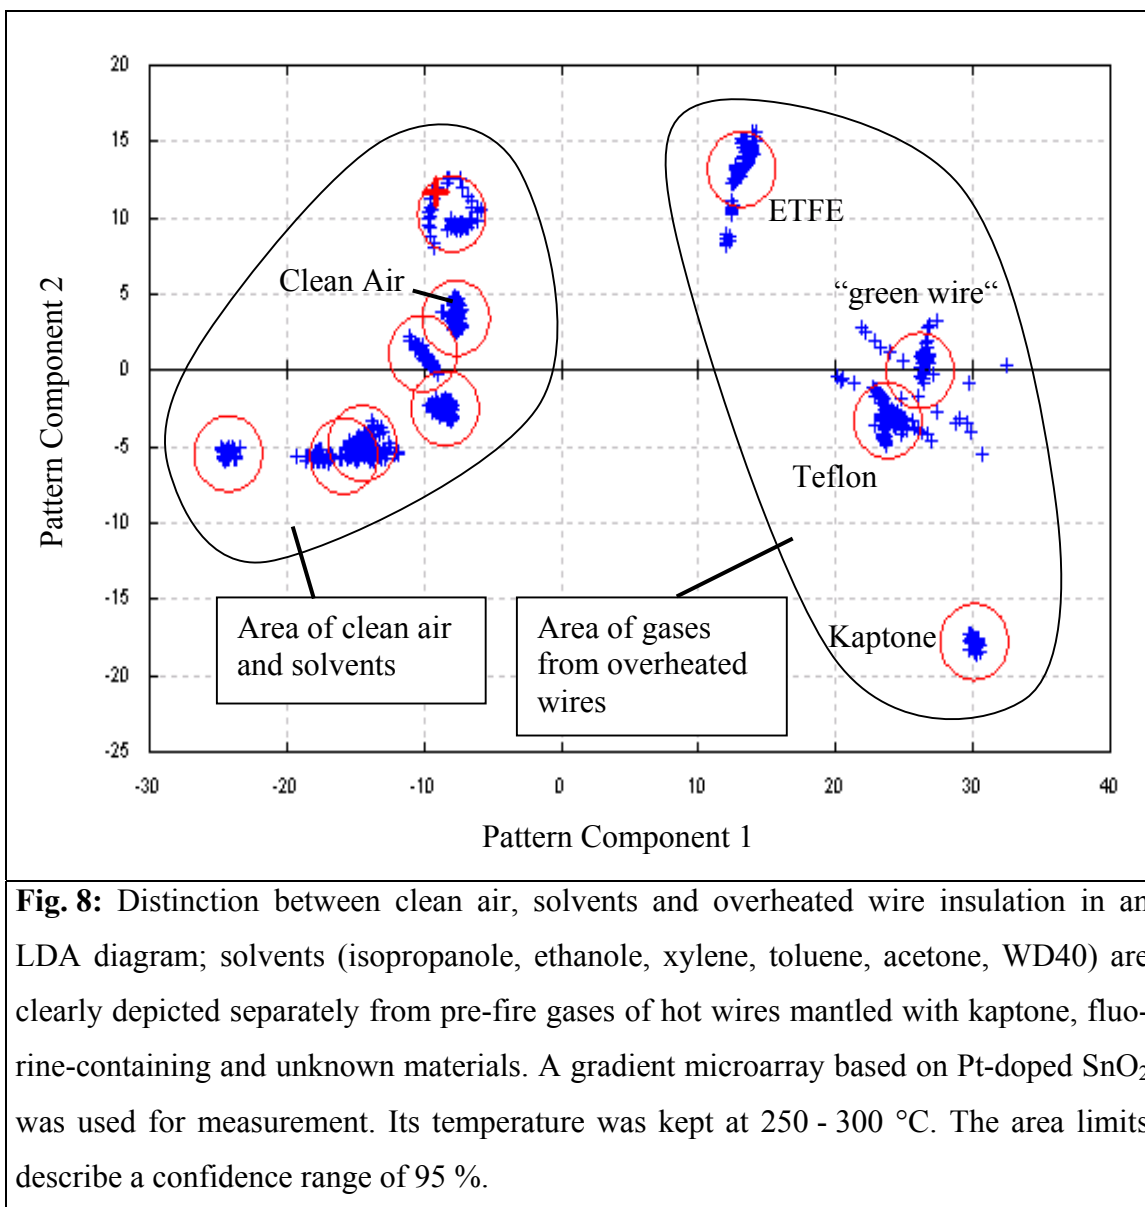 20
15
10
5
0
-5
-10
-15
-20
-25
-30
-20
-10
0
10
20
30
40
Pattern Component 2
Pattern Component 1
Clean Air
ETFE
“green wire“
Teflon
Kaptone
Area of clean air
and solvents
Area of gases
from overheated
wires
Fig. 8: Distinction between clean air, solvents and overheated wire insulation in an
LDA diagram; solvents (isopropanole, ethanole, xylene, toluene, acetone, WD40) are
clearly depicted separately from pre-fire gases of hot wires mantled with kaptone, fluo-
rine-containing and unknown materials. A gradient microarray based on Pt-doped SnO₂
was used for measurement. Its temperature was kept at 250 - 300 °C. The area limits
describe a confidence range of 95 %.